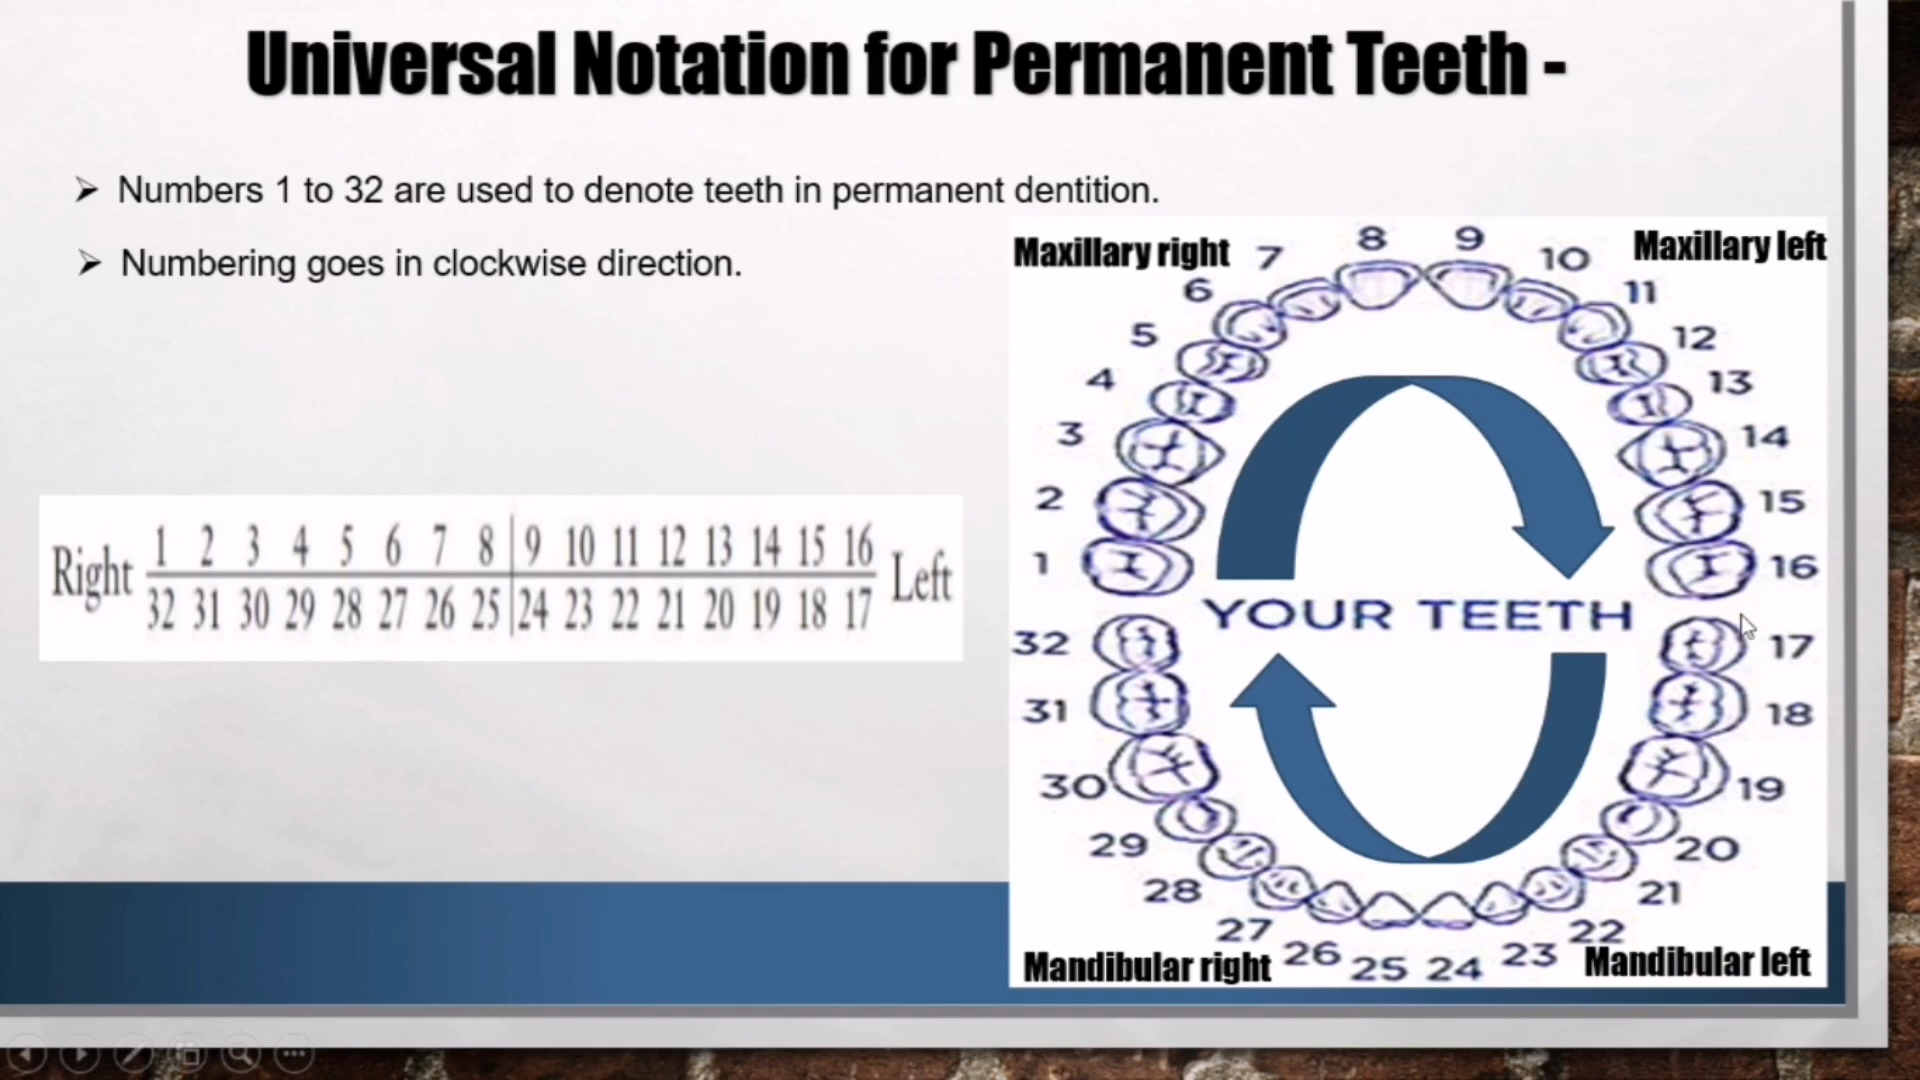 Universal Notation for Permanent Teeth -
Numbers 1 to 32 are used to denote teeth in permanent dentition.
Numbering goes in clockwise direction.
Right 1 2 3 4 5 6 7 8 9 10 11 12 13 14 15 16 Left
32 31 30 29 28 27 26 25 24 23 22 21 20 19 18 17
Maxillary right 7 8 9 10 Maxillary left
6 11
5 12
4 13
3 14
2 15
1 16
YOUR TEETH
32 17
31 18
30 19
29 20
28 21
27 22
Mandibular right 26 25 24 23 Mandibular left